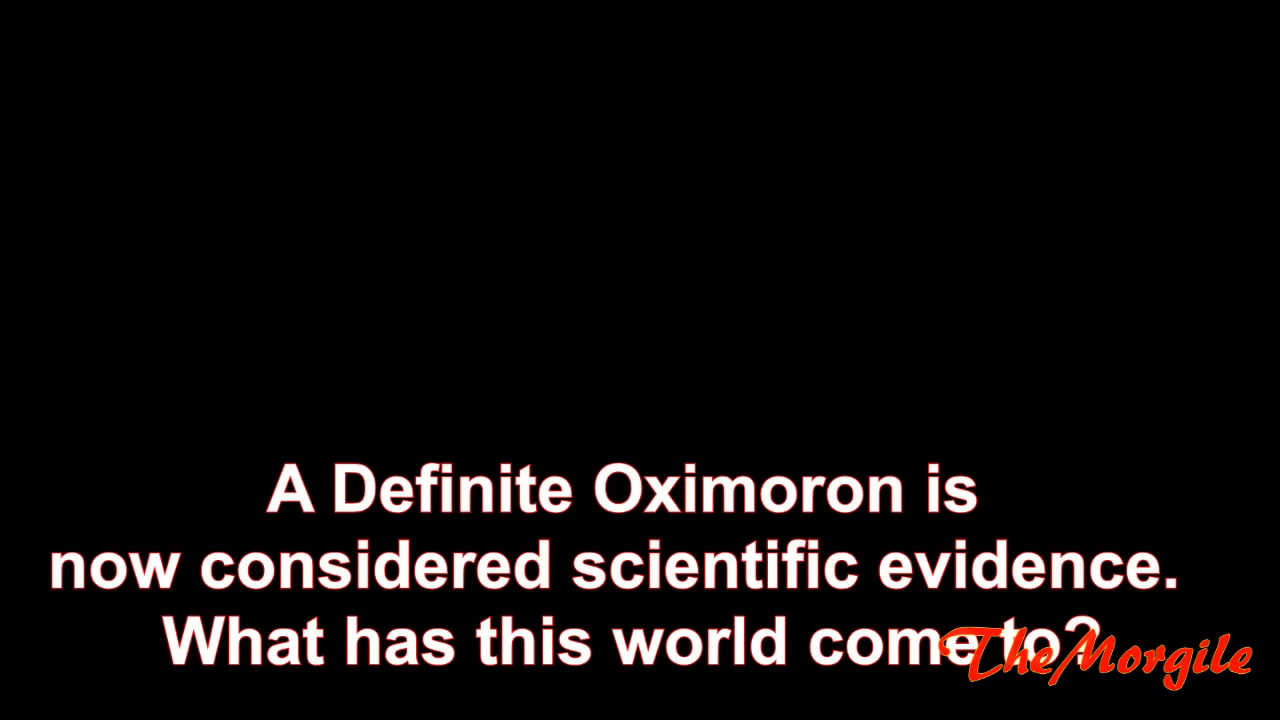 A Definite Oximoron is
now considered scientific evidence.
What has this world come to?
TheMorgile